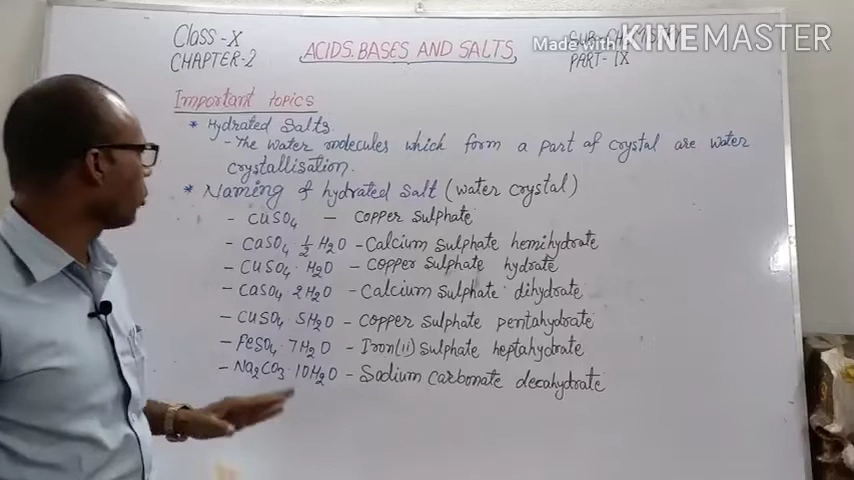 Class-X
CHAPTER-2
ACIDS, BASES AND SALTS
Made with KINEMASTER
PART-IX
Important topics
* Hydrated Salts.
- The water molecules which form a part of crystal are water
crystallisation.
* Naming of hydrated salt (water crystal)
- CuSO₄ - Copper Sulphate
- CaSO₄ · ½ H₂O - Calcium Sulphate hemihydrate
- CuSO₄ · H₂O - Copper Sulphate hydrate
- CaSO₄ · 2H₂O - Calcium Sulphate dihydrate
- CuSO₄ · 5H₂O - Copper Sulphate pentahydrate
- FeSO₄ · 7H₂O - Iron(II) Sulphate heptahydrate
- Na₂CO₃ · 10H₂O - Sodium Carbonate decahydrate